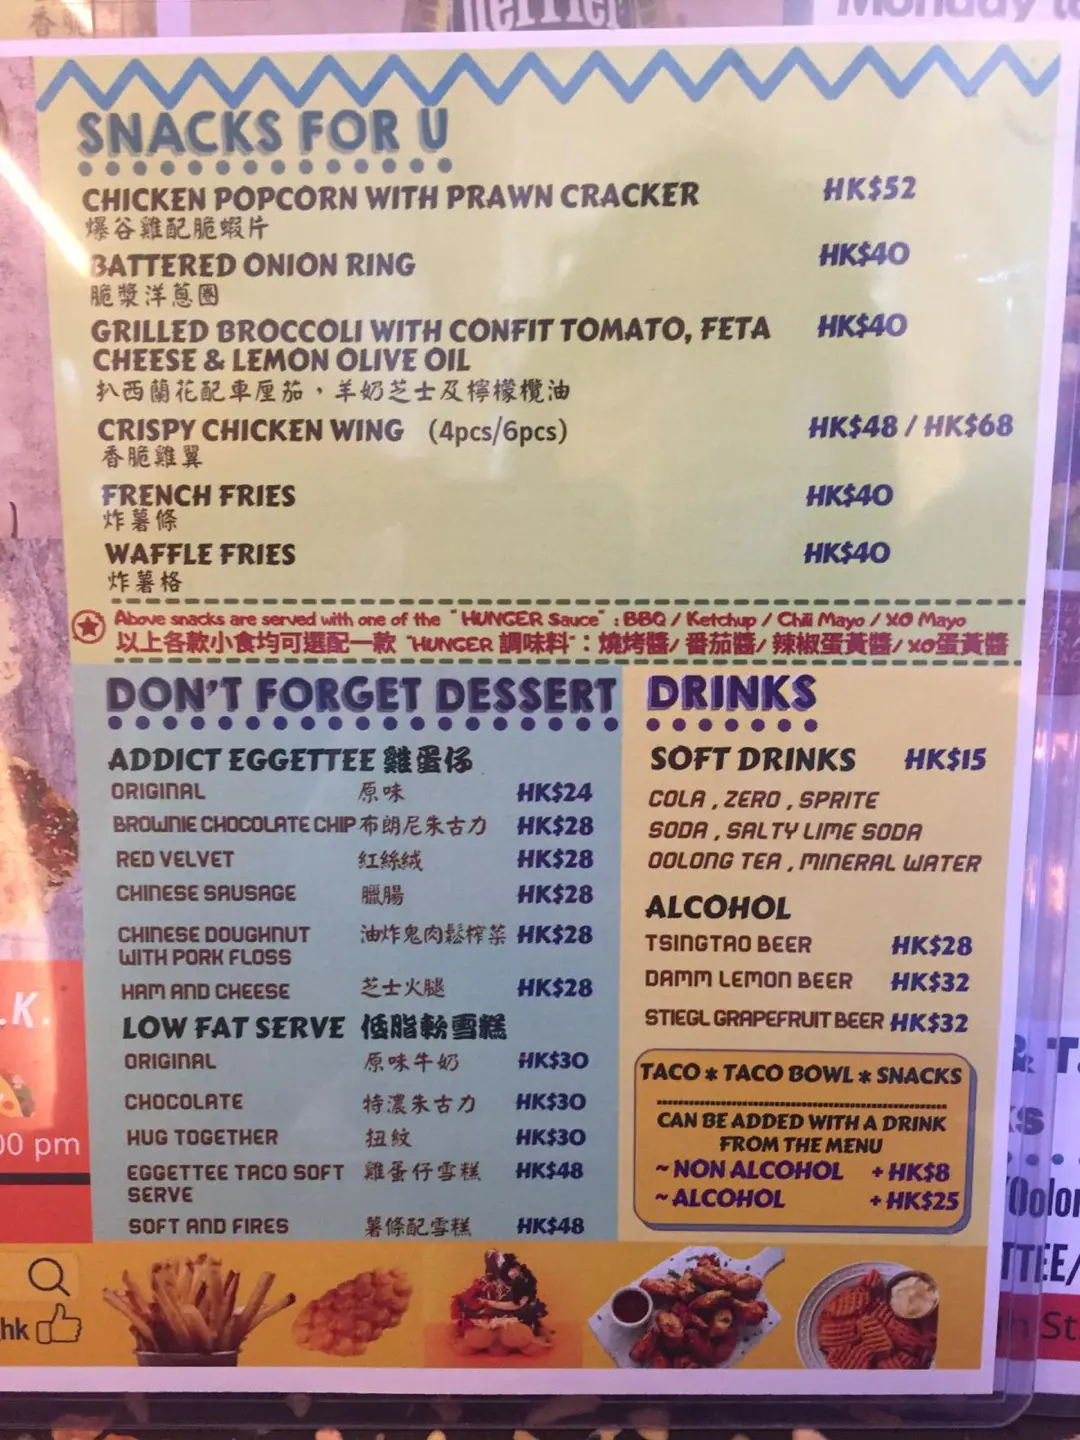 Perrier
Monday to
SNACKS FOR U
CHICKEN POPCORN WITH PRAWN CRACKER HK$52
爆谷雞配脆蝦片
BATTERED ONION RING HK$40
脆漿洋蔥圈
GRILLED BROCCOLI WITH CONFIT TOMATO, FETA HK$40
CHEESE & LEMON OLIVE OIL
扒西蘭花配車厘茄，羊奶芝士及檸檬欖油
CRISPY CHICKEN WING (4pcs/6pcs) HK$48 / HK$68
香脆雞翼
FRENCH FRIES HK$40
炸薯條
WAFFLE FRIES HK$40
炸薯格
Above snacks are served with one of the "HUNGER Sauce" : BBQ / Ketchup / Chili Mayo / XO Mayo
以上各款小食均可選配一款 "HUNGER 調味料"：燒烤醬/ 番茄醬/ 辣椒蛋黃醬/ XO蛋黃醬
DON'T FORGET DESSERT
ADDICT EGGETTEE 雞蛋仔
ORIGINAL 原味 HK$24
BROWNIE CHOCOLATE CHIP 布朗尼朱古力 HK$28
RED VELVET 紅絲絨 HK$28
CHINESE SAUSAGE 臘腸 HK$28
CHINESE DOUGHNUT 油炸鬼肉鬆榨菜 HK$28
WITH PORK FLOSS
HAM AND CHEESE 芝士火腿 HK$28
LOW FAT SERVE 低脂軟雪糕
ORIGINAL 原味牛奶 HK$30
CHOCOLATE 特濃朱古力 HK$30
HUG TOGETHER 扭紋 HK$30
EGGETTEE TACO SOFT 雞蛋仔雪糕 HK$48
SERVE
SOFT AND FIRES 薯條配雪糕 HK$48
DRINKS
SOFT DRINKS HK$15
COLA , ZERO , SPRITE
SODA , SALTY LIME SODA
OOLONG TEA , MINERAL WATER
ALCOHOL
TSINGTAO BEER HK$28
DAMM LEMON BEER HK$32
STIEGL GRAPEFRUIT BEER HK$32
TACO * TACO BOWL * SNACKS
CAN BE ADDED WITH A DRINK
FROM THE MENU
~ NON ALCOHOL + HK$8
~ ALCOHOL + HK$25
.K.
00 pm
hk
& T
Oolon
TTEE/
St